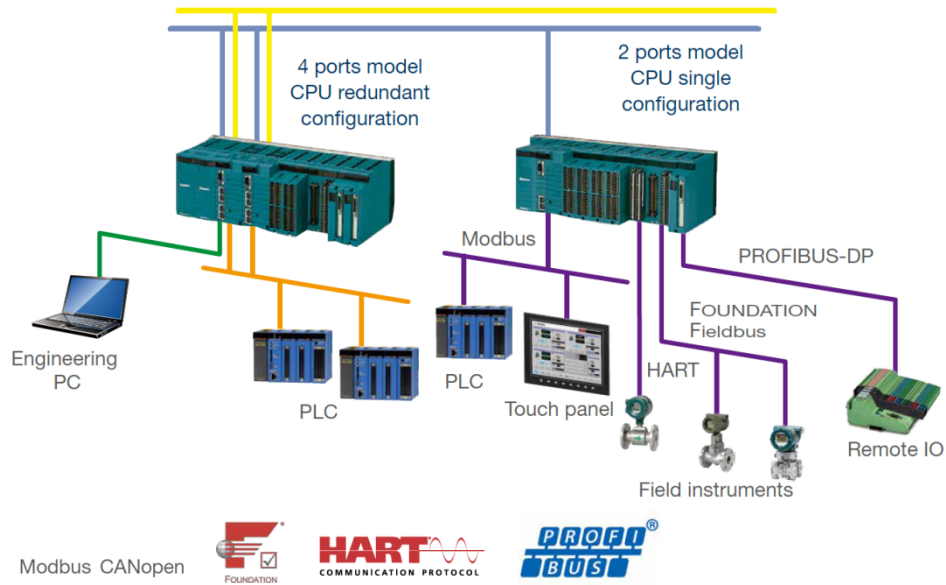 4 ports model
CPU redundant
configuration
2 ports model
CPU single
configuration
Modbus
PROFIBUS-DP
FOUNDATION
Fieldbus
HART
Engineering
PC
PLC
PLC
Touch panel
Remote IO
Field instruments
Modbus CANopen
FOUNDATION
HART
COMMUNICATION PROTOCOL
PROFI
BUS
®